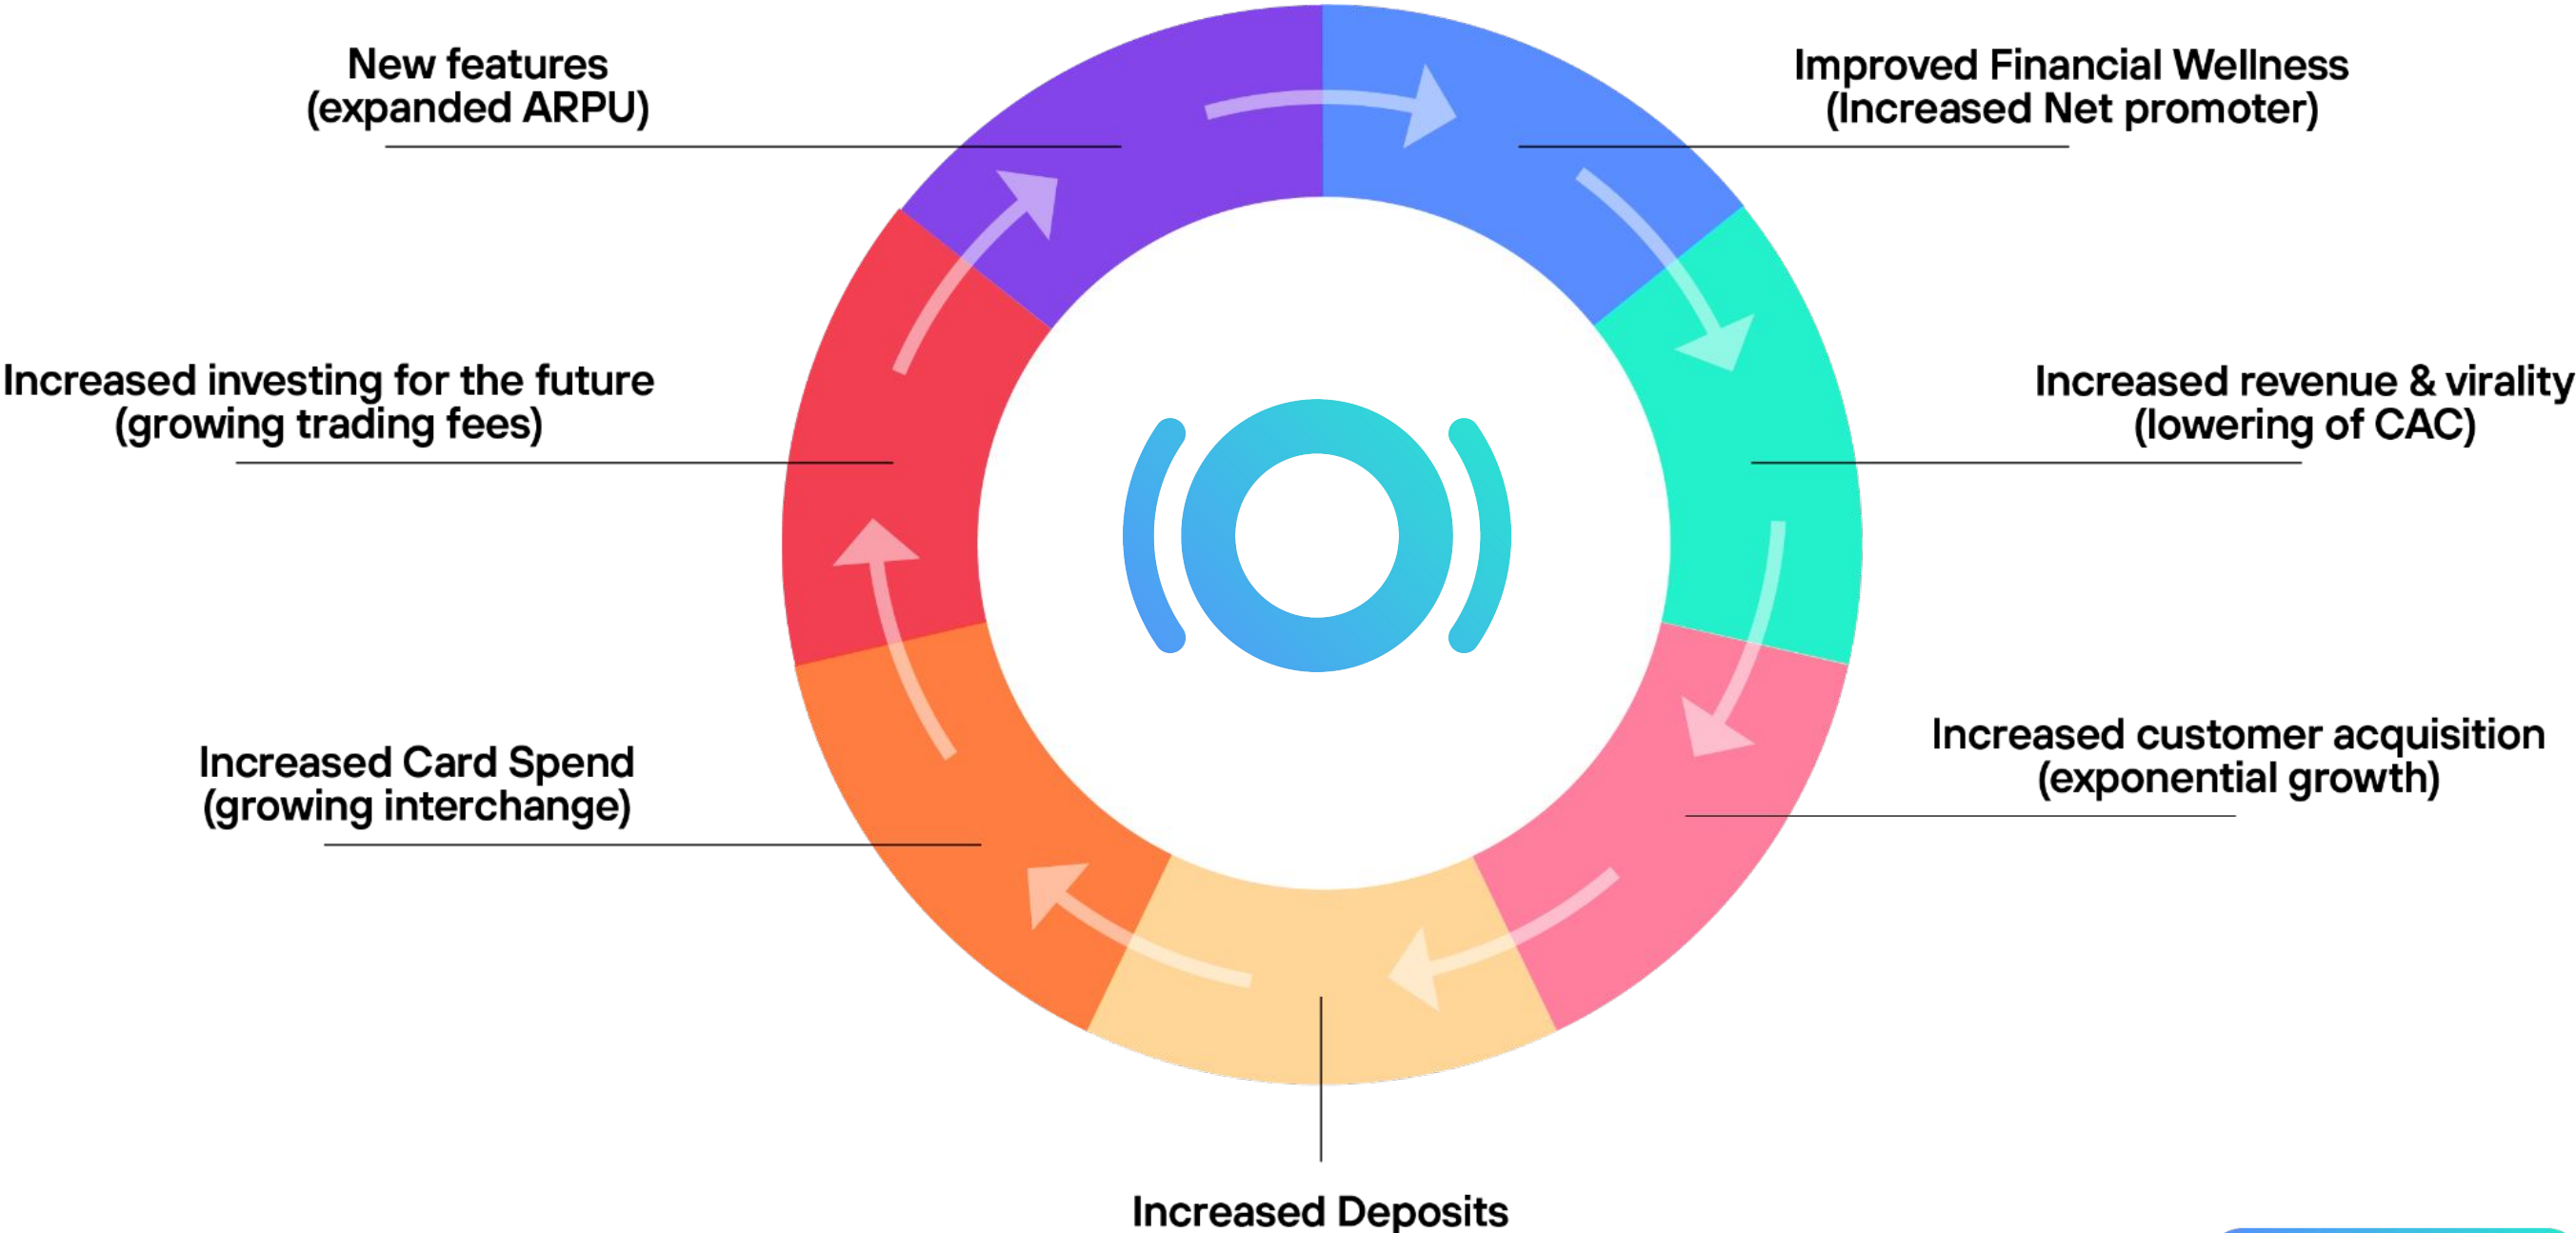 New features
(expanded ARPU)
Improved Financial Wellness
(Increased Net promoter)
Increased investing for the future
(growing trading fees)
Increased revenue & virality
(lowering of CAC)
Increased Card Spend
(growing interchange)
Increased customer acquisition
(exponential growth)
Increased Deposits